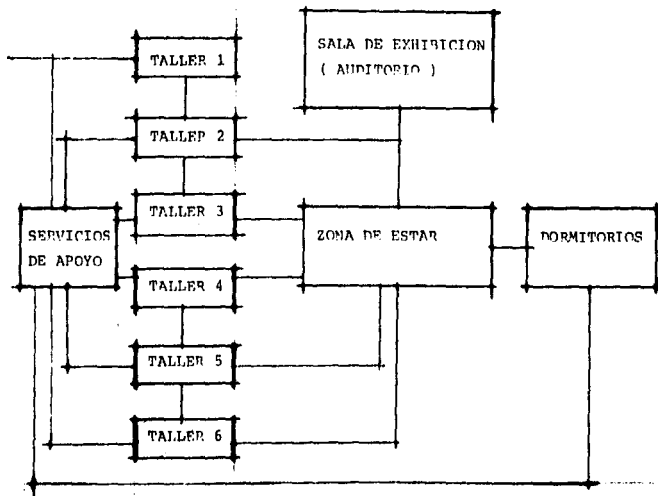 TALLER 1
SALA DE EXHIBICION
( AUDITORIO )
TALLER 2
TALLER 3
SERVICIOS
DE APOYO
ZONA DE ESTAR
DORMITORIOS
TALLER 4
TALLER 5
TALLER 6